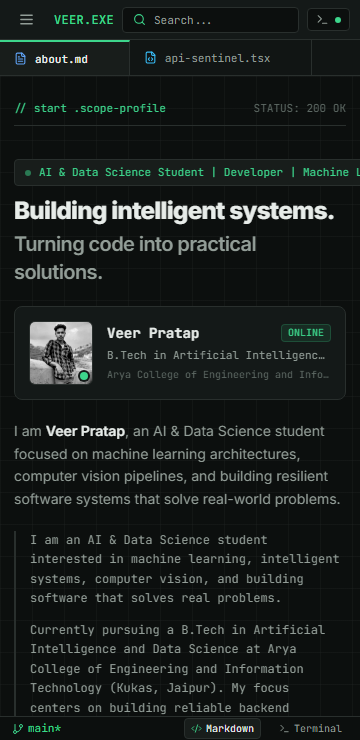 VEER.EXE
Search...
about.md
api-sentinel.tsx
// start .scope-profile
STATUS: 200 OK
AI & Data Science Student | Developer | Machine L
Building intelligent systems.
Turning code into practical
solutions.
Veer Pratap
ONLINE
B.Tech in Artificial Intelligenc…
Arya College of Engineering and Info…
I am Veer Pratap, an AI & Data Science student
focused on machine learning architectures,
computer vision pipelines, and building resilient
software systems that solve real-world problems.
I am an AI & Data Science student
interested in machine learning, intelligent
systems, computer vision, and building
software that solves real problems.
Currently pursuing a B.Tech in Artificial
Intelligence and Data Science at Arya
College of Engineering and Information
Technology (Kukas, Jaipur). My focus
centers on building reliable backend
main*
Markdown
Terminal